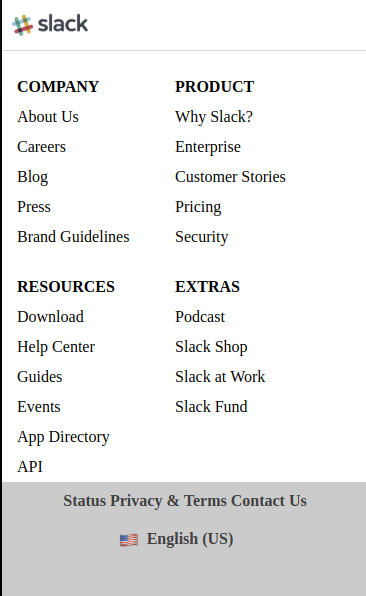 slack
COMPANY
About Us
Careers
Blog
Press
Brand Guidelines
PRODUCT
Why Slack?
Enterprise
Customer Stories
Pricing
Security
RESOURCES
Download
Help Center
Guides
Events
App Directory
API
EXTRAS
Podcast
Slack Shop
Slack at Work
Slack Fund
Status Privacy & Terms Contact Us
English (US)